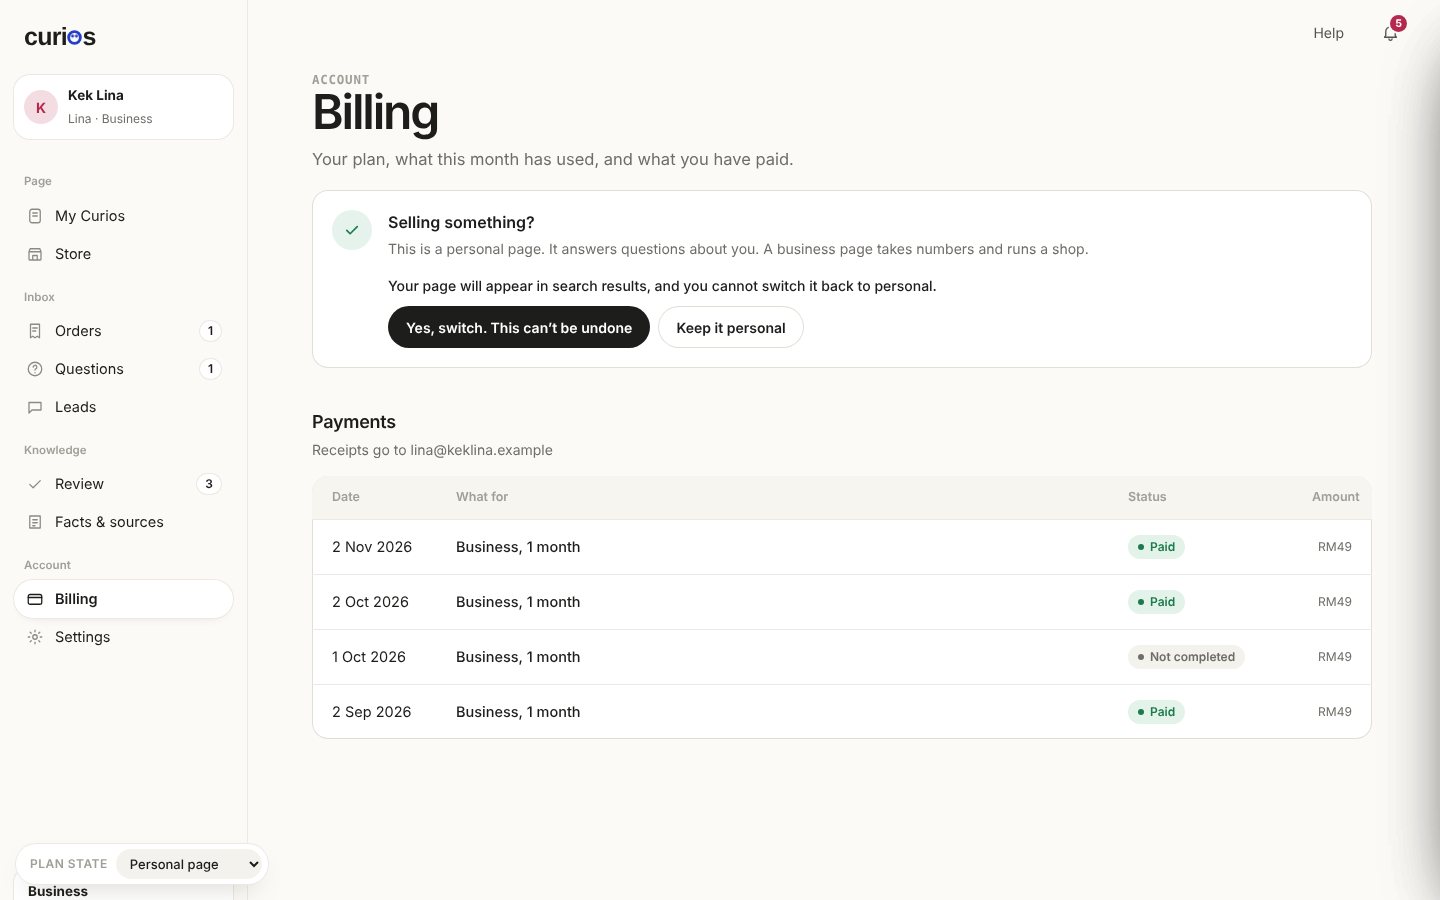 curios
Help
5
K
Kek Lina
Lina · Business
Page
My Curios
Store
Inbox
Orders 1
Questions 1
Leads
Knowledge
Review 3
Facts & sources
Account
Billing
Settings
PLAN STATE Personal page
Business
ACCOUNT
Billing
Your plan, what this month has used, and what you have paid.
Selling something?
This is a personal page. It answers questions about you. A business page takes numbers and runs a shop.
Your page will appear in search results, and you cannot switch it back to personal.
Yes, switch. This can’t be undone Keep it personal
Payments
Receipts go to lina@keklina.example
Date What for Status Amount
2 Nov 2026 Business, 1 month Paid RM49
2 Oct 2026 Business, 1 month Paid RM49
1 Oct 2026 Business, 1 month Not completed RM49
2 Sep 2026 Business, 1 month Paid RM49